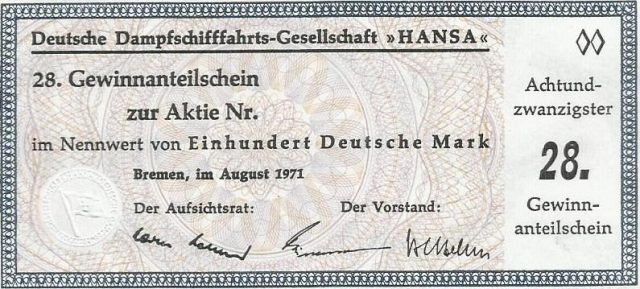 Deutsche Dampfschifffahrts-Gesellschaft »HANSA«
28. Gewinnanteilschein
zur Aktie Nr.
im Nennwert von Einhundert Deutsche Mark
Bremen, im August 1971
Der Aufsichtsrat: Der Vorstand:
Achtund-
zwanzigster
28.
Gewinn-
anteilschein